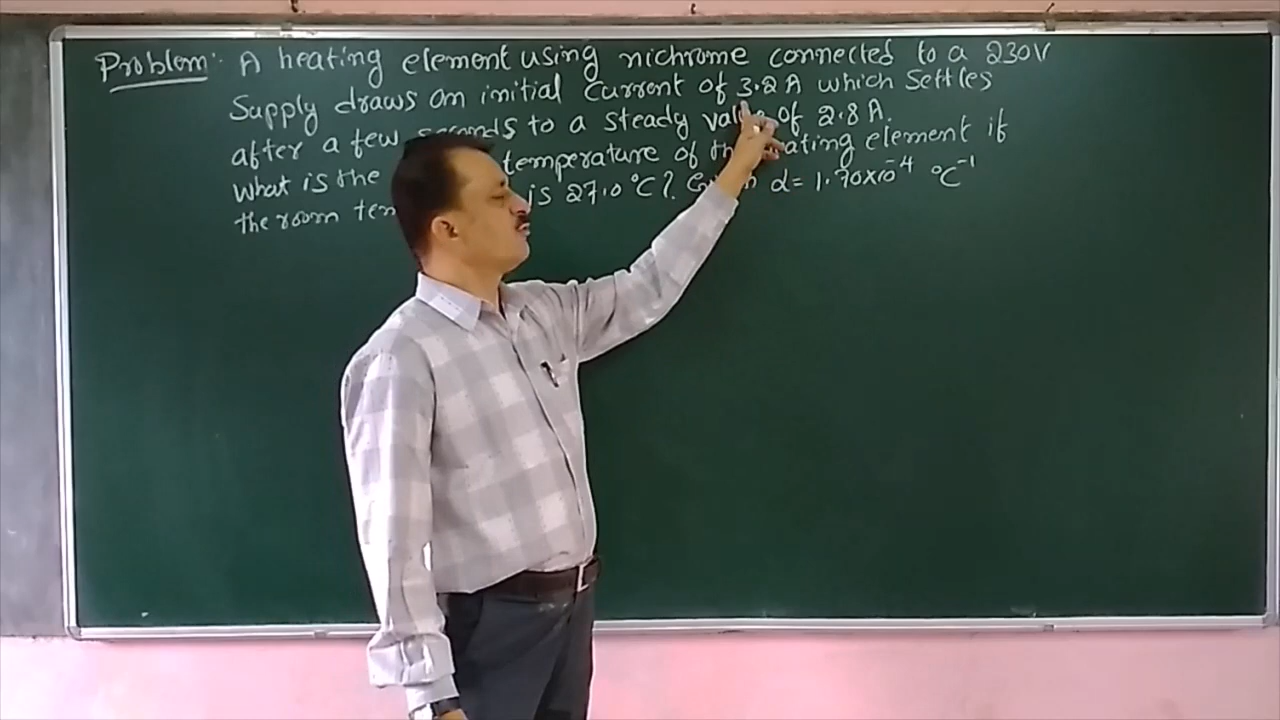 Problem:- A heating element using nichrome connected to a 230V
Supply draws an initial current of 3.2 A which settles
after a few seconds to a steady value of 2.8 A.
What is the temperature of the heating element if
the room is 27.0 °C? α = 1.70×10⁻⁴ °C⁻¹